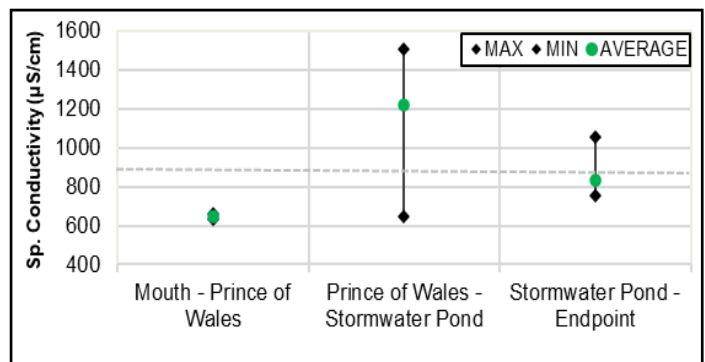 1600
MAX MIN AVERAGE
1400
1200
1000
800
600
400
Sp. Conductivity (µS/cm)
Mouth - Prince of
Wales
Prince of Wales -
Stormwater Pond
Stormwater Pond -
Endpoint